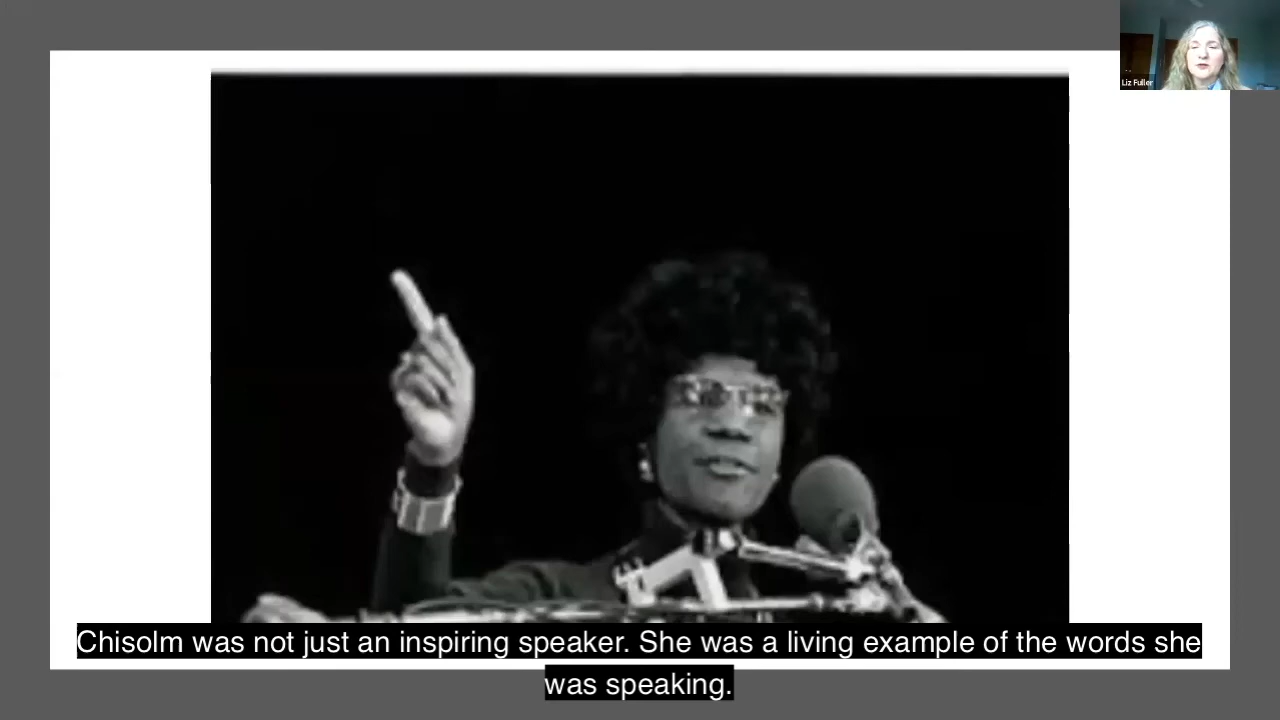 Liz Fuller
Chisolm was not just an inspiring speaker. She was a living example of the words she
was speaking.